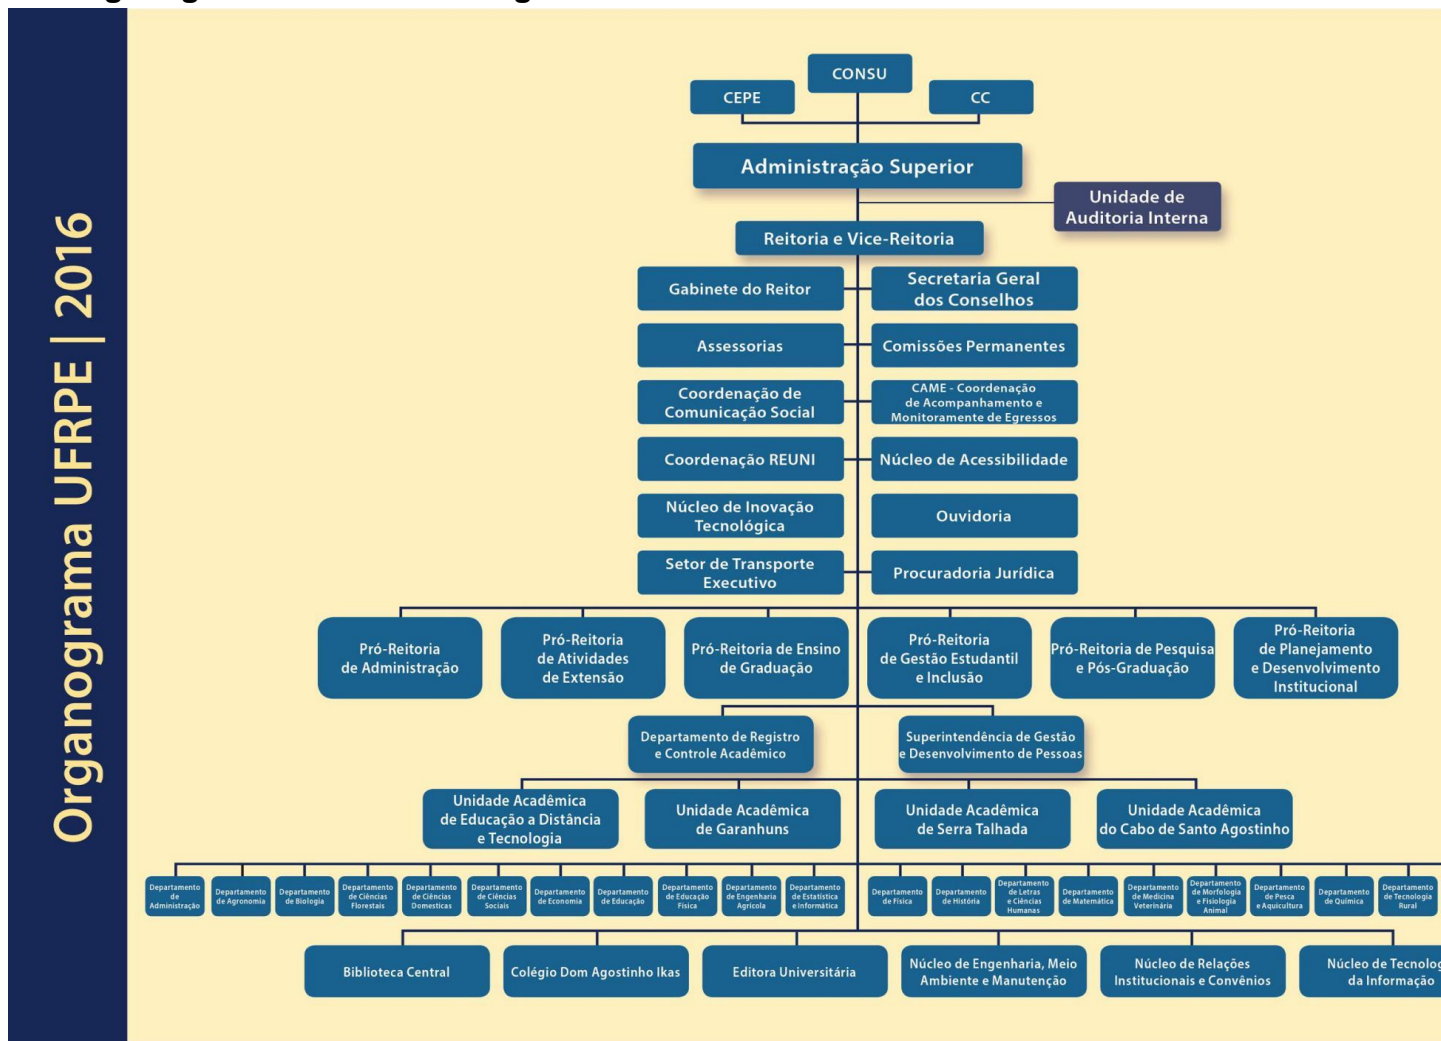 Organograma UFRPE | 2016
CONSU
CEPE
CC
Administração Superior
Unidade de
Auditoria Interna
Reitoria e Vice-Reitoria
Gabinete do Reitor
Secretaria Geral
dos Conselhos
Assessorias
Comissões Permanentes
Coordenação de
Comunicação Social
CAME - Coordenação
de Acompanhamento e
Monitoramente de Egressos
Coordenação REUNI
Núcleo de Acessibilidade
Núcleo de Inovação
Tecnológica
Ouvidoria
Setor de Transporte
Executivo
Procuradoria Jurídica
Pró-Reitoria
de Administração
Pró-Reitoria
de Atividades
de Extensão
Pró-Reitoria de Ensino
de Graduação
Pró-Reitoria
de Gestão Estudantil
e Inclusão
Pró-Reitoria de Pesquisa
e Pós-Graduação
Pró-Reitoria
de Planejamento
e Desenvolvimento
Institucional
Departamento de Registro
e Controle Acadêmico
Superintendência de Gestão
e Desenvolvimento de Pessoas
Unidade Acadêmica
de Educação a Distância
e Tecnologia
Unidade Acadêmica
de Garanhuns
Unidade Acadêmica
de Serra Talhada
Unidade Acadêmica
do Cabo de Santo Agostinho
Departamento
de
Administração
Departamento
de Agronomia
Departamento
de Biologia
Departamento
de Ciências
Florestais
Departamento
de Ciências
Domesticas
Departamento
de Ciências
Sociais
Departamento
de Economia
Departamento
de Educação
Departamento
de Educação
Física
Departamento
de Engenharia
Agrícola
Departamento
de Estatística
e Informática
Departamento
de Física
Departamento
de História
Departamento
de Letras
e Ciências
Humanas
Departamento
de Matemática
Departamento
de Medicina
Veterinária
Departamento
de Morfologia
e Fisiologia
Animal
Departamento
de Pesca
e Aquicultura
Departamento
de Química
Departamento
de Tecnologia
Rural
Biblioteca Central
Colégio Dom Agostinho Ikas
Editora Universitária
Núcleo de Engenharia, Meio
Ambiente e Manutenção
Núcleo de Relações
Institucionais e Convênios
Núcleo de Tecnolog
da Informação